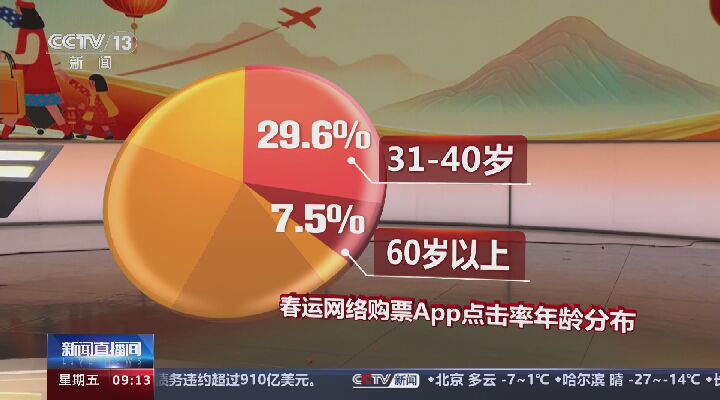 CCTV 13
新闻
29.6%
31-40岁
7.5%
60岁以上
春运网络购票App点击率年龄分布
新闻直播间
星期五 09:13
债务违约超过910亿美元。 CCTV新闻 •北京 多云 -7~1℃ •哈尔滨 晴 -27~-14℃